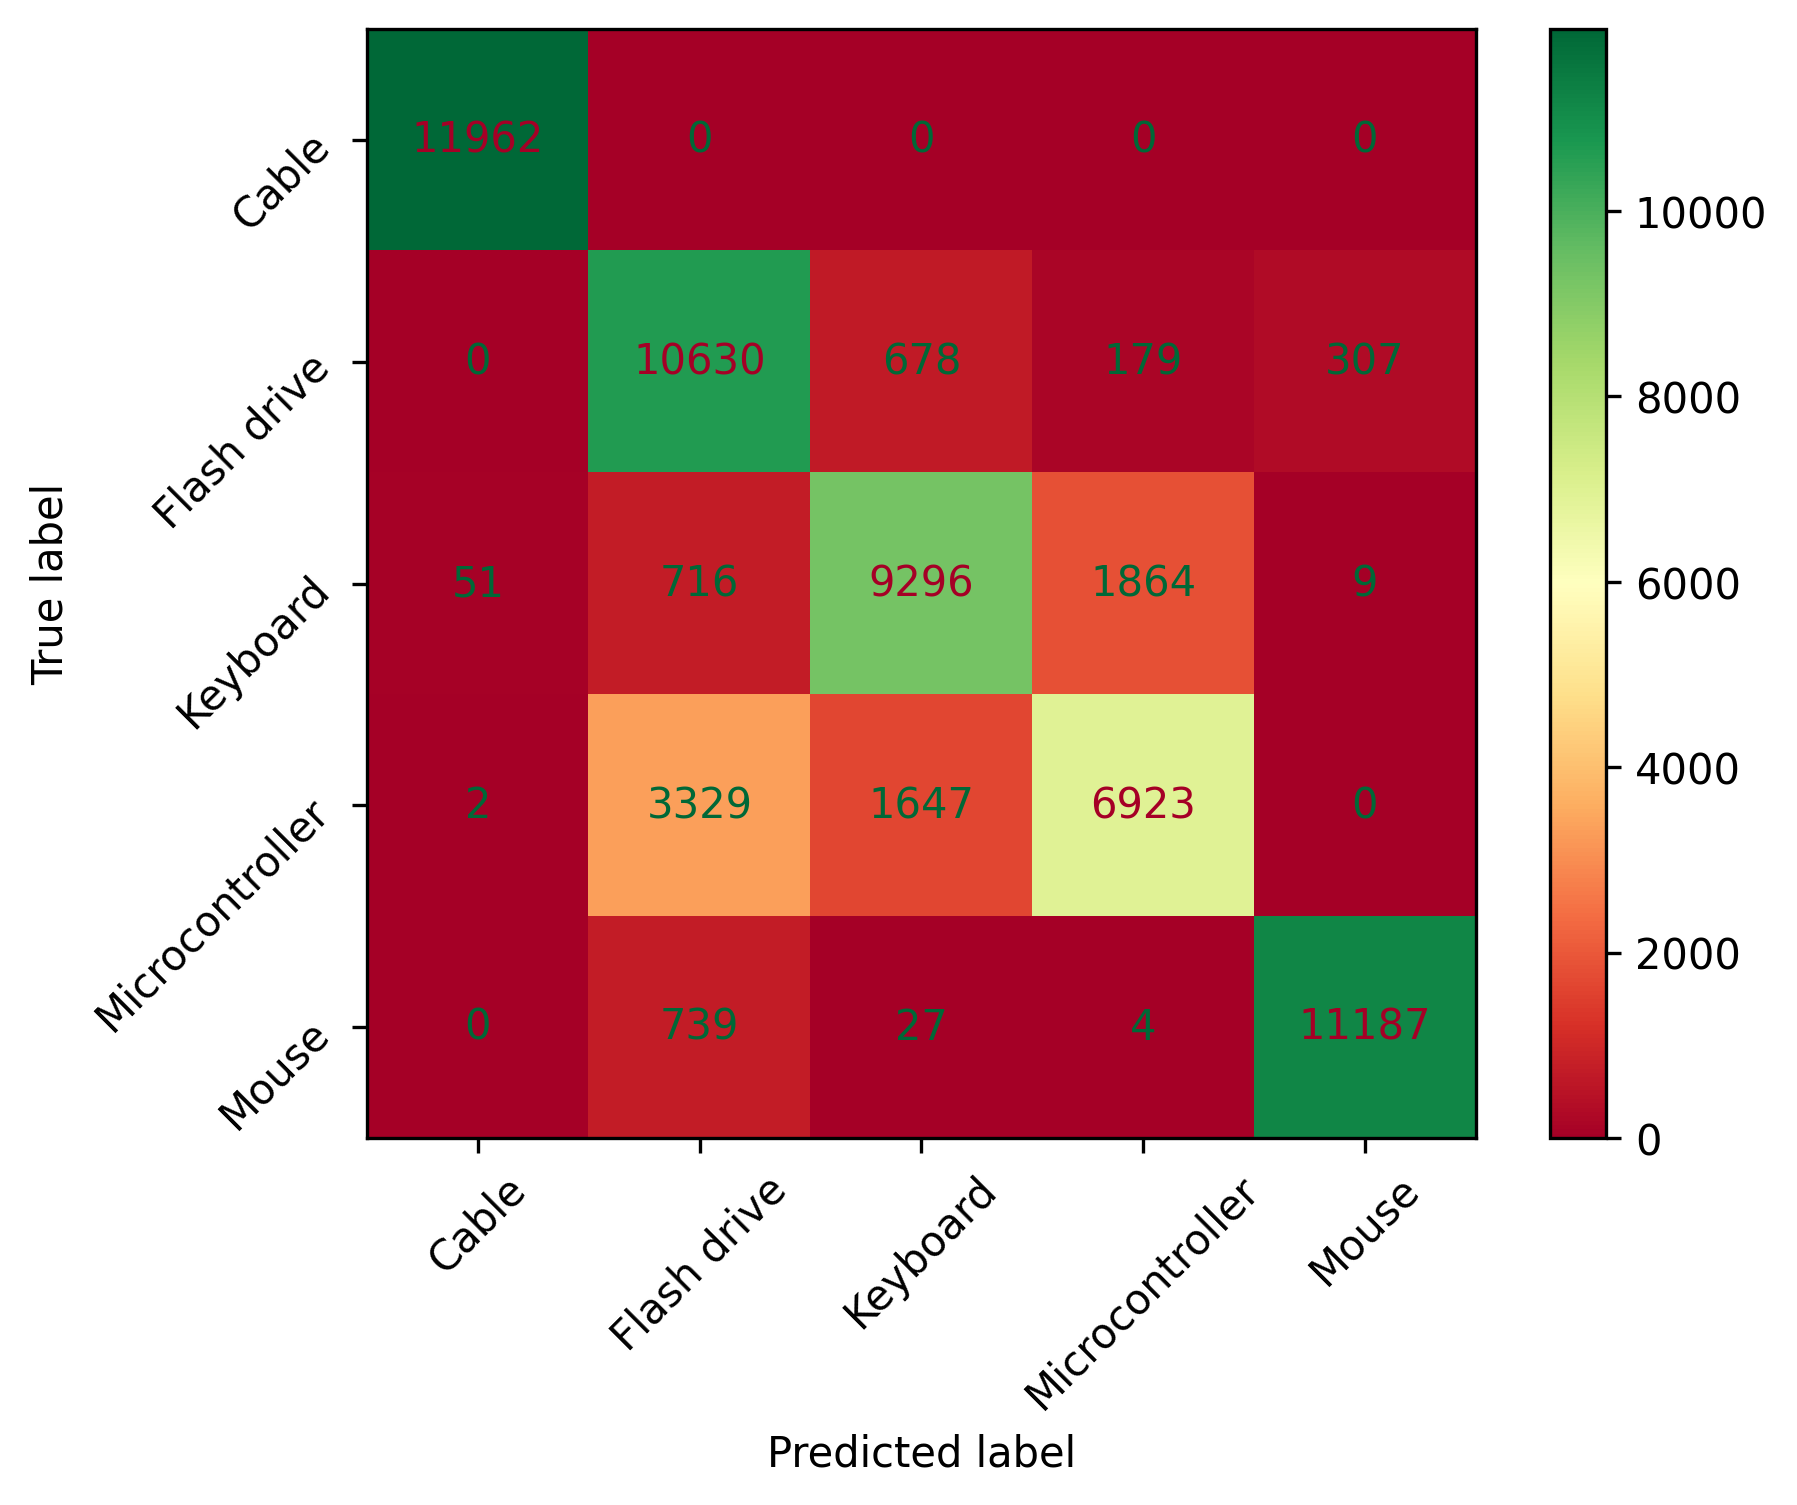 11962 0 0 0 0
0 10630 678 179 307
51 716 9296 1864 9
2 3329 1647 6923 0
0 739 27 4 11187
Cable
Flash drive
Keyboard
Microcontroller
Mouse
True label
Cable
Flash drive
Keyboard
Microcontroller
Mouse
Predicted label
10000
8000
6000
4000
2000
0